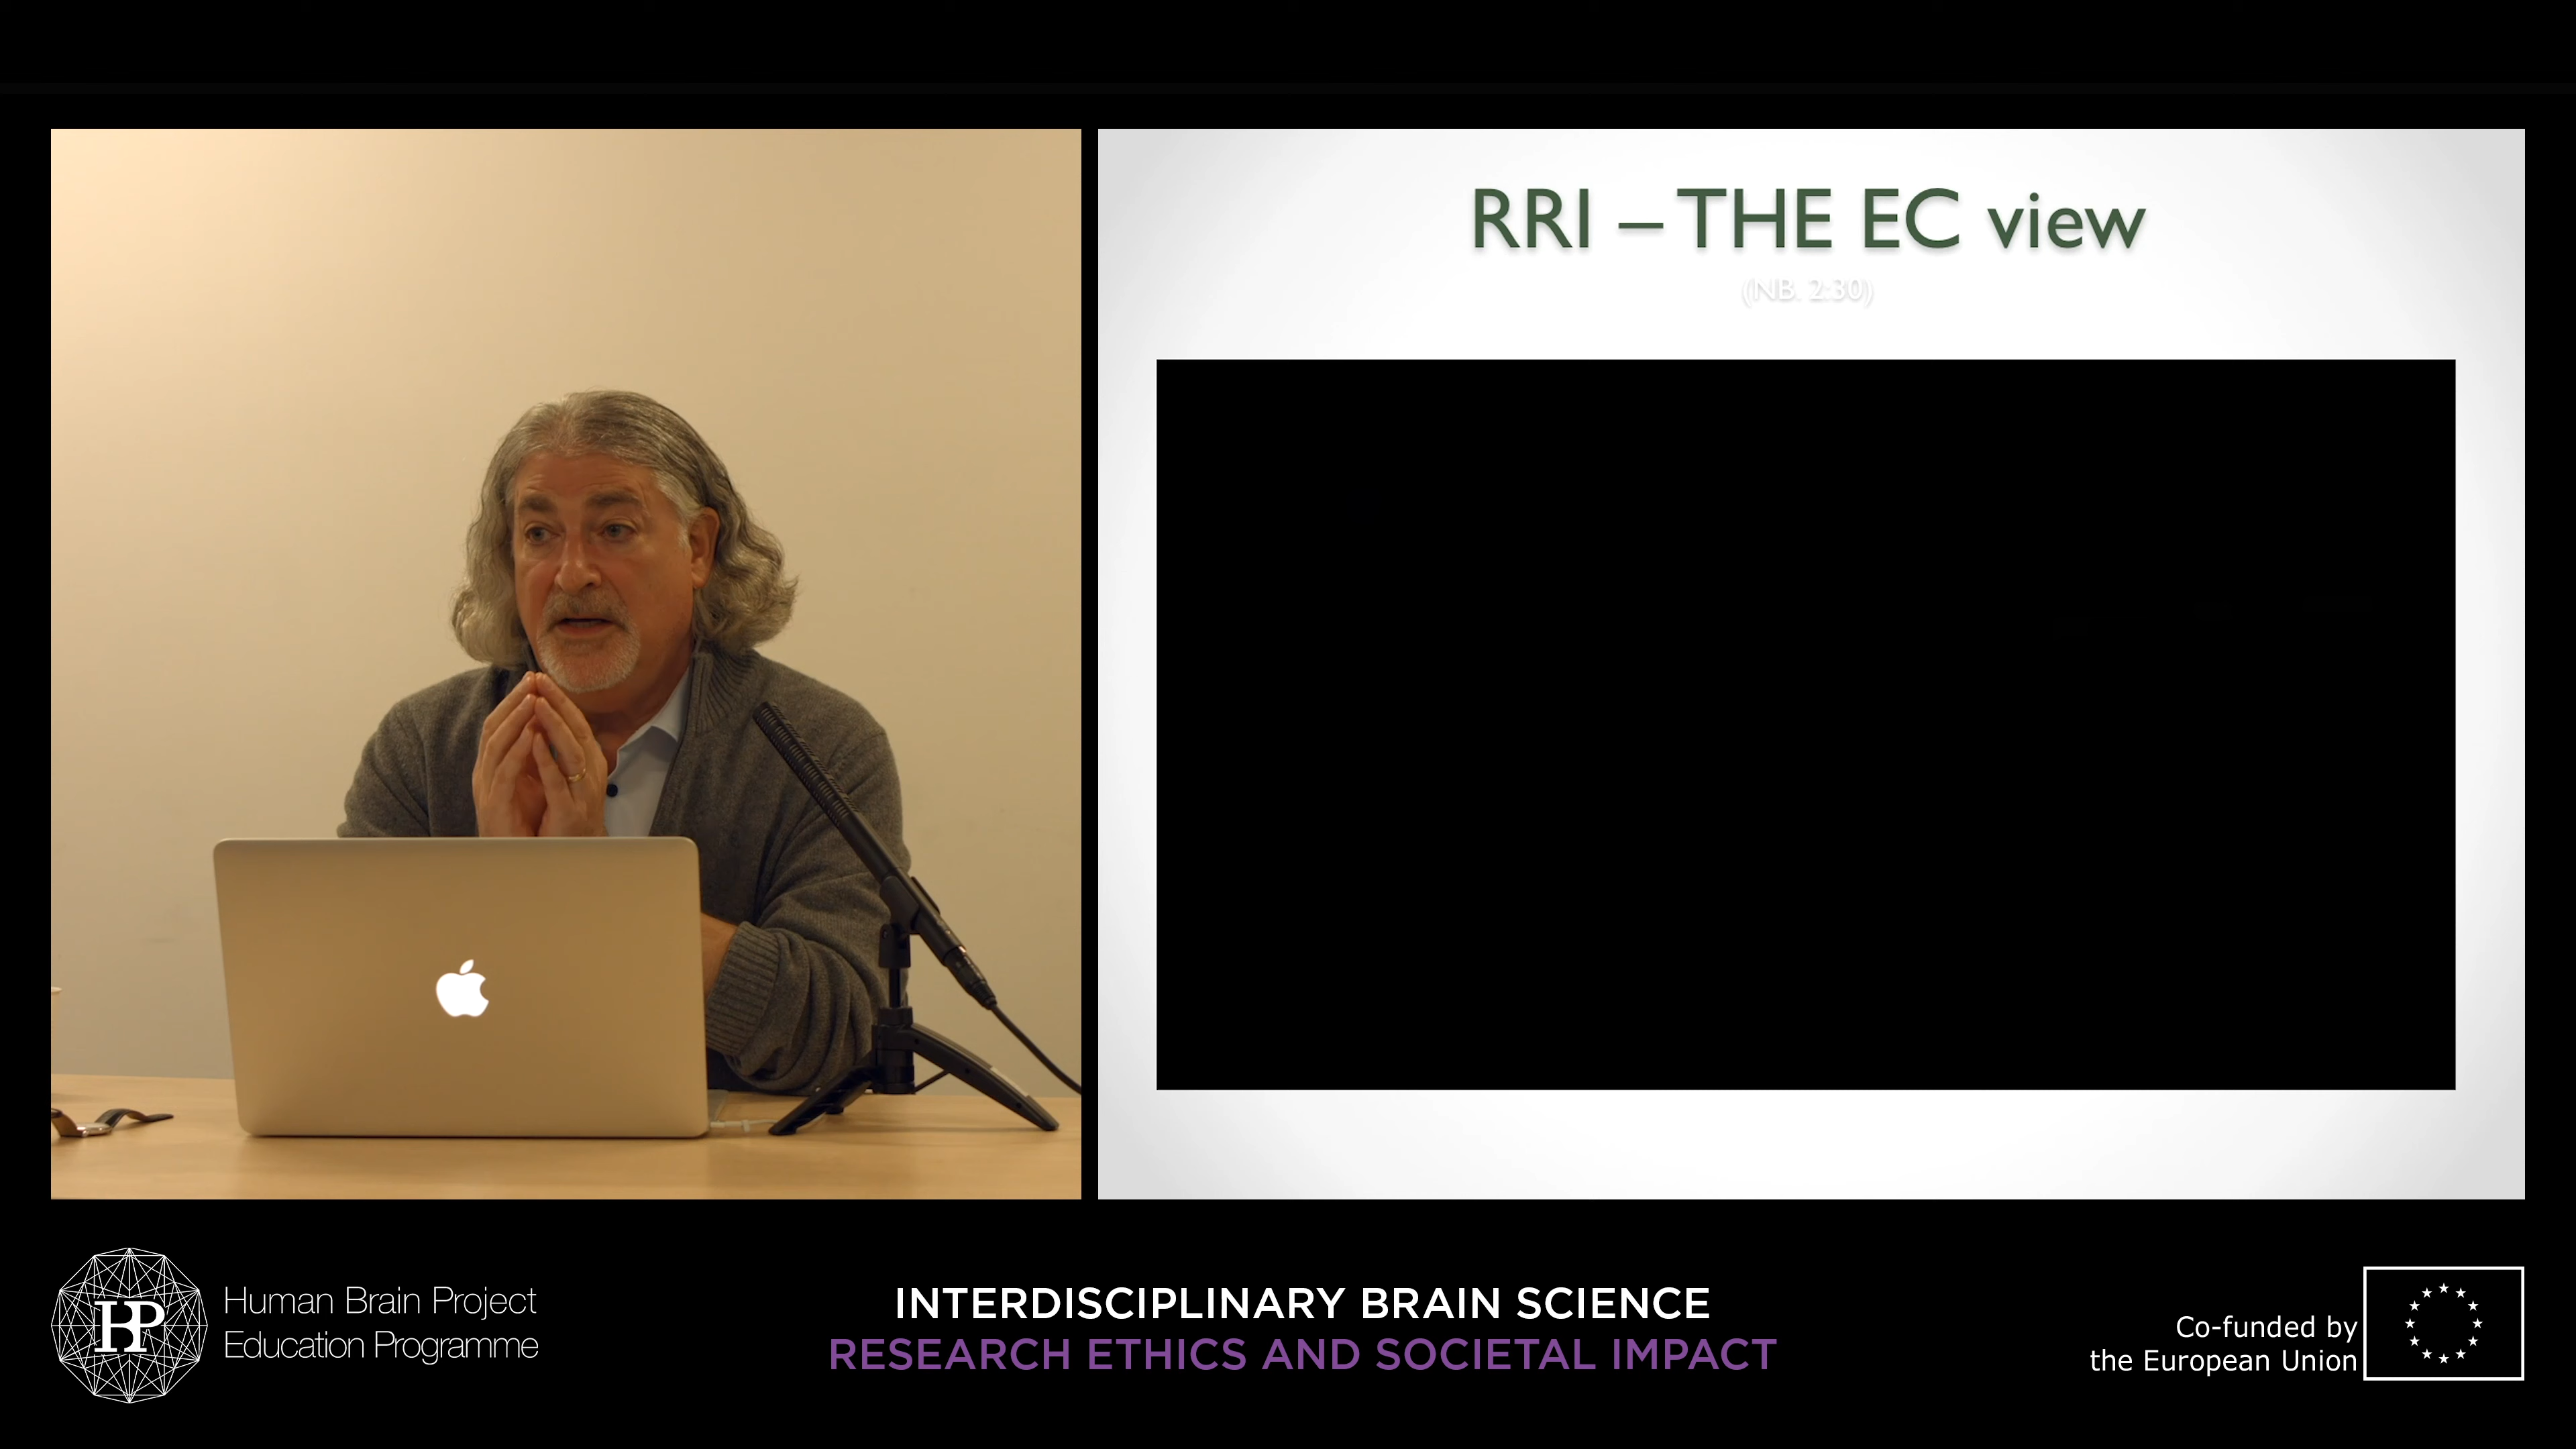 RRI – THE EC view
(NB. 2:30)
HBP
Human Brain Project
Education Programme
INTERDISCIPLINARY BRAIN SCIENCE
RESEARCH ETHICS AND SOCIETAL IMPACT
Co-funded by
the European Union